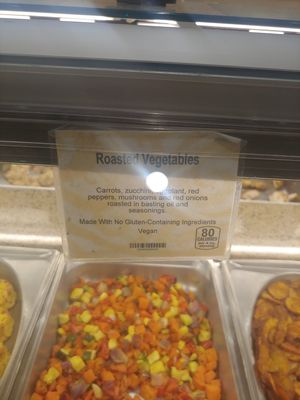 Roasted Vegetables
Carrots, zucchini, eggplant, red
peppers, mushrooms and red onions
roasted in basting oil and
seasonings.
Made With No Gluten-Containing Ingredients
Vegan
80
CALORIES